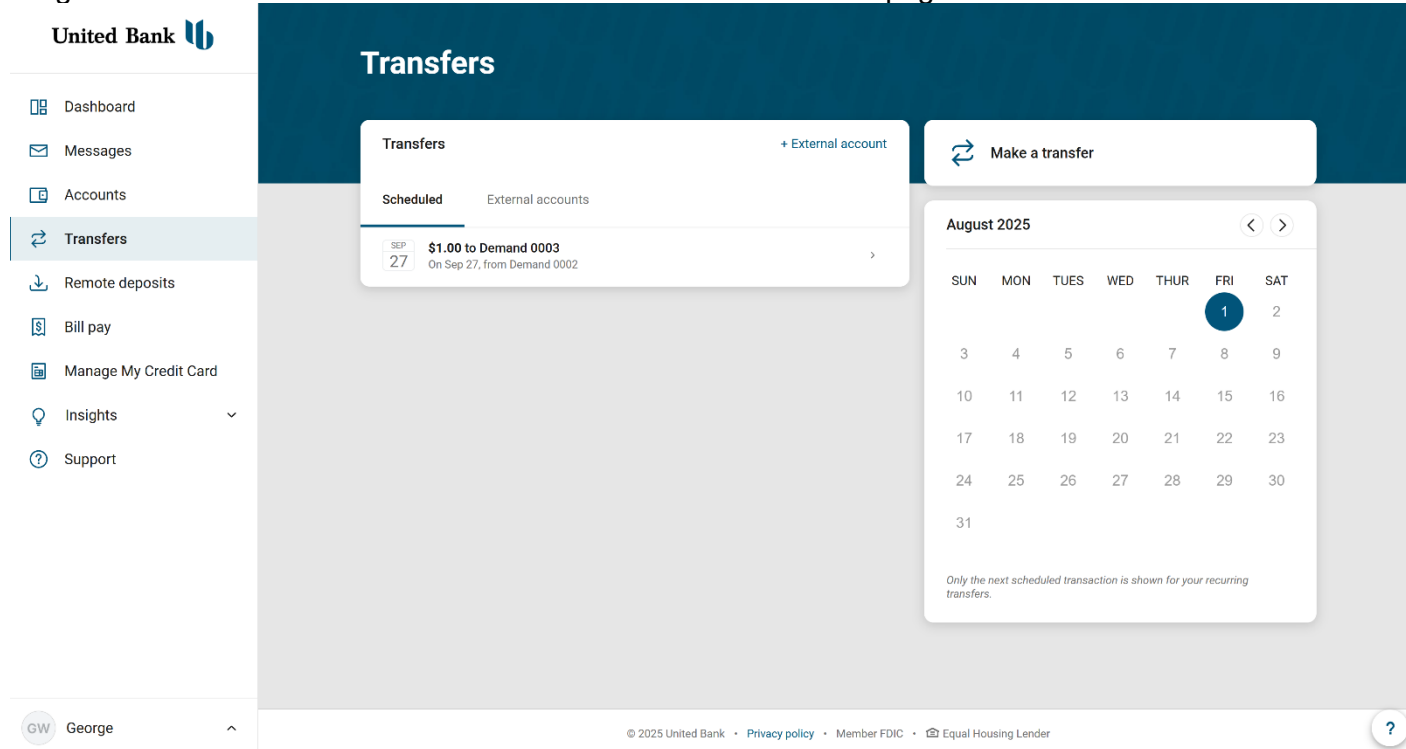 United Bank
Dashboard
Messages
Accounts
Transfers
Remote deposits
Bill pay
Manage My Credit Card
Insights
Support
GW George
Transfers
Transfers
+ External account
Scheduled External accounts
SEP
27
$1.00 to Demand 0003
On Sep 27, from Demand 0002
Make a transfer
August 2025
SUN MON TUES WED THUR FRI SAT
1 2
3 4 5 6 7 8 9
10 11 12 13 14 15 16
17 18 19 20 21 22 23
24 25 26 27 28 29 30
31
Only the next scheduled transaction is shown for your recurring
transfers.
© 2025 United Bank • Privacy policy • Member FDIC • Equal Housing Lender
?